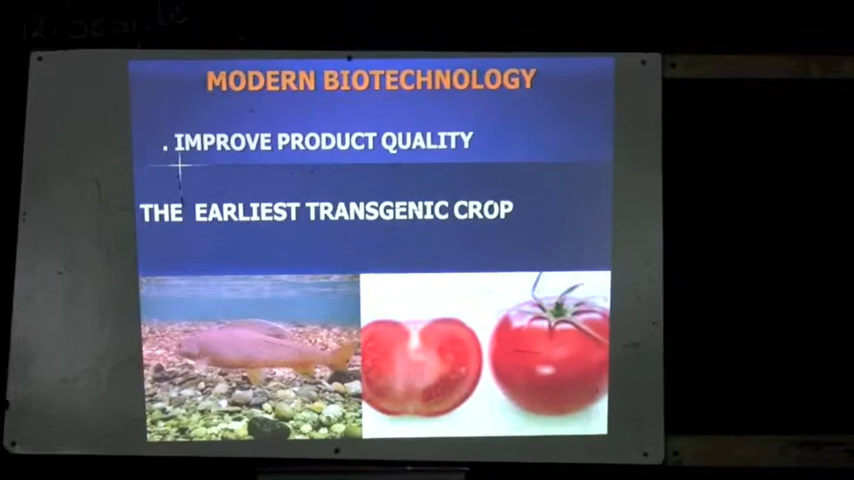 MODERN BIOTECHNOLOGY
. IMPROVE PRODUCT QUALITY
THE EARLIEST TRANSGENIC CROP